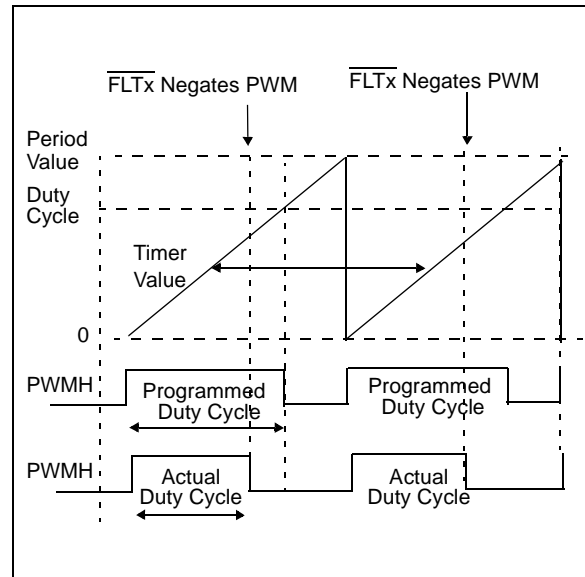 FLTx Negates PWM
FLTx Negates PWM
Period
Value
Duty
Cycle
Timer
Value
0
PWMH
Programmed
Duty Cycle
Programmed
Duty Cycle
PWMH
Actual
Duty Cycle
Actual
Duty Cycle